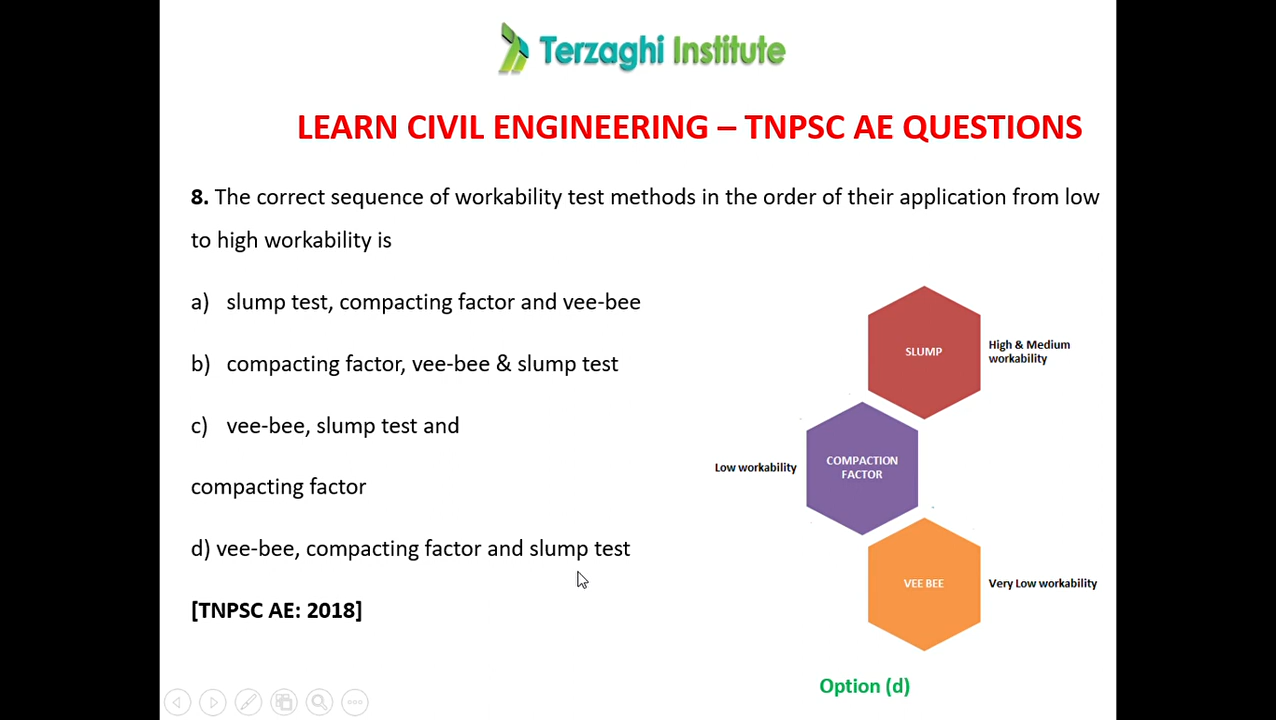 Terzaghi Institute
LEARN CIVIL ENGINEERING – TNPSC AE QUESTIONS
8. The correct sequence of workability test methods in the order of their application from low
to high workability is
a) slump test, compacting factor and vee-bee
b) compacting factor, vee-bee & slump test
c) vee-bee, slump test and
compacting factor
d) vee-bee, compacting factor and slump test
[TNPSC AE: 2018]
SLUMP
High & Medium
workability
Low workability
COMPACTION
FACTOR
VEE BEE
Very Low workability
Option (d)